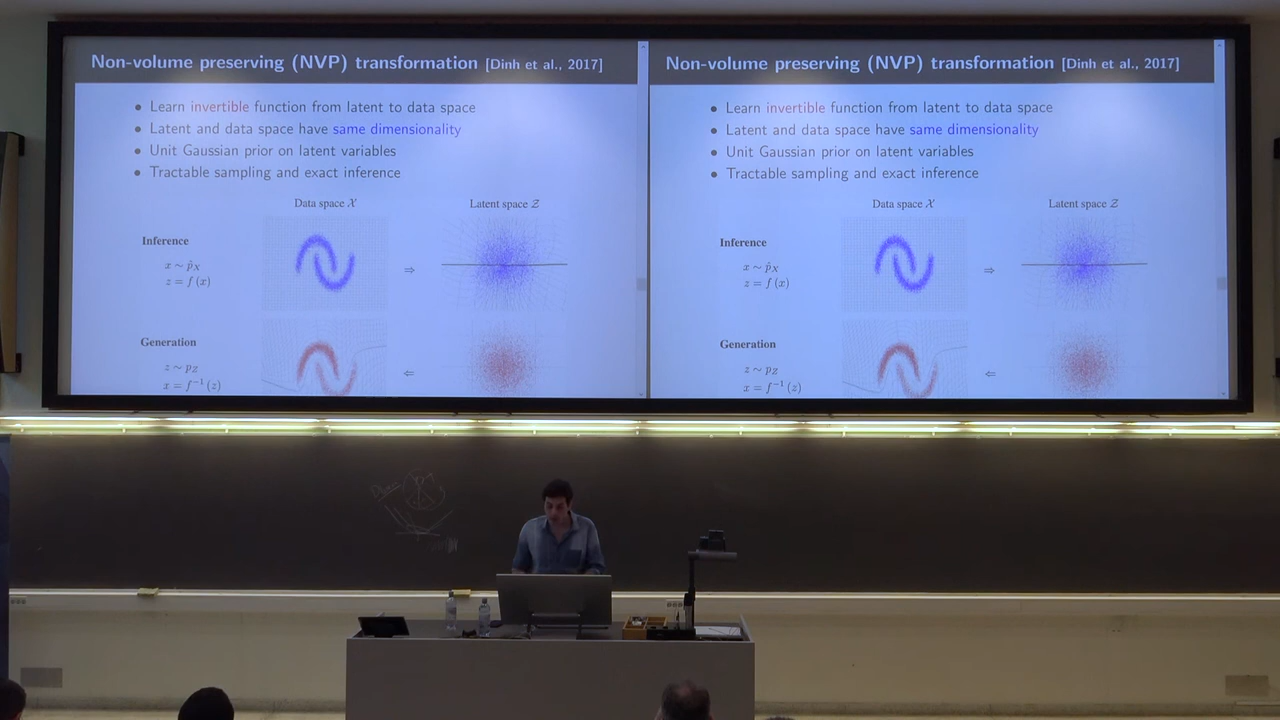 Non-volume preserving (NVP) transformation [Dinh et al., 2017]
• Learn invertible function from latent to data space
• Latent and data space have same dimensionality
• Unit Gaussian prior on latent variables
• Tractable sampling and exact inference
Data space 𝒳 Latent space 𝒵
Inference
x ∼ p̂_X
z = f (x)
⇒
Generation
z ∼ p_Z
x = f⁻¹ (z)
⇐
Non-volume preserving (NVP) transformation [Dinh et al., 2017]
• Learn invertible function from latent to data space
• Latent and data space have same dimensionality
• Unit Gaussian prior on latent variables
• Tractable sampling and exact inference
Data space 𝒳 Latent space 𝒵
Inference
x ∼ p̂_X
z = f (x)
⇒
Generation
z ∼ p_Z
x = f⁻¹ (z)
⇐